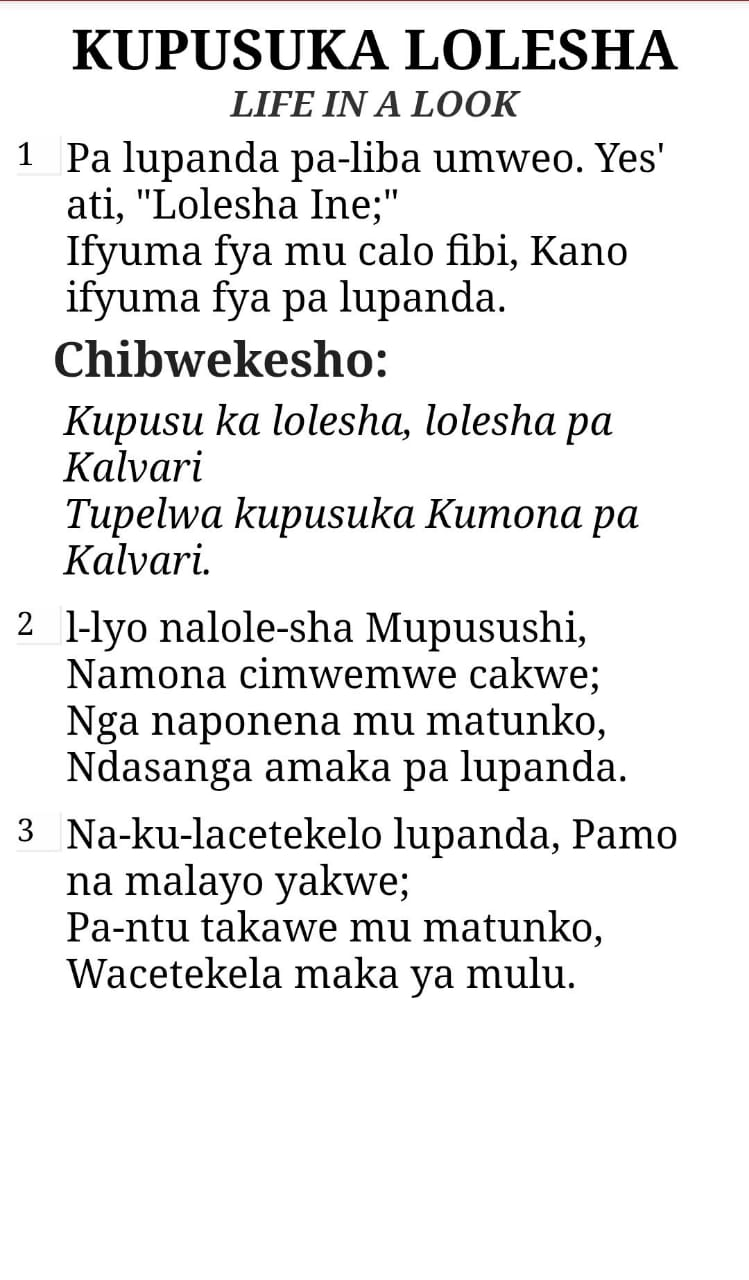 KUPUSUKA LOLESHA
LIFE IN A LOOK
1 Pa lupanda pa-liba umweo. Yes'
ati, "Lolesha Ine;"
Ifyuma fya mu calo fibi, Kano
ifyuma fya pa lupanda.
Chibwekesho:
Kupusu ka lolesha, lolesha pa
Kalvari
Tupelwa kupusuka Kumona pa
Kalvari.
2 l-lyo nalole-sha Mupusushi,
Namona cimwemwe cakwe;
Nga naponena mu matunko,
Ndasanga amaka pa lupanda.
3 Na-ku-lacetekelo lupanda, Pamo
na malayo yakwe;
Pa-ntu takawe mu matunko,
Wacetekela maka ya mulu.